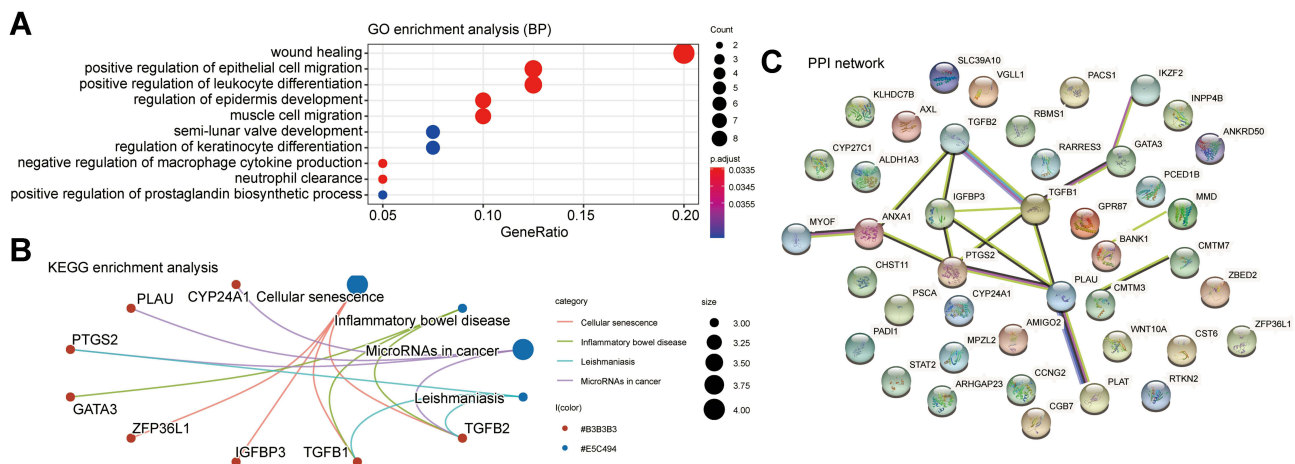 A
GO enrichment analysis (BP)
wound healing
positive regulation of epithelial cell migration
positive regulation of leukocyte differentiation
regulation of epidermis development
muscle cell migration
semi-lunar valve development
regulation of keratinocyte differentiation
negative regulation of macrophage cytokine production
neutrophil clearance
positive regulation of prostaglandin biosynthetic process
0.05
0.10
0.15
0.20
GeneRatio
Count
2
3
4
5
6
7
8
p.adjust
0.0335
0.0345
0.0355
B
KEGG enrichment analysis
CYP24A1
Cellular senescence
PLAU
Inflammatory bowel disease
PTGS2
MicroRNAs in cancer
GATA3
Leishmaniasis
ZFP36L1
IGFBP3
TGFB1
TGFB2
category
Cellular senescence
Inflammatory bowel disease
Leishmaniasis
MicroRNAs in cancer
I(color)
#B3B3B3
#E5C494
size
3.00
3.25
3.50
3.75
4.00
C
PPI network
SLC39A10
VGLL1
PACS1
IKZF2
KLHDC7B
AXL
TGFB2
RBMS1
INPP4B
ANKRD50
CYP27C1
ALDH1A3
RARRES3
GATA3
PCED1B
IGFBP3
TGFB1
GPR87
MMD
MYOF
ANXA1
BANK1
PTGS2
CMTM7
CHST11
PLAU
ZBED2
PSCA
CYP24A1
CMTM3
PADI1
AMIGO2
MPZL2
WNT10A
CST6
ZFP36L1
STAT2
ARHGAP23
CCNG2
PLAT
RTKN2
CGB7